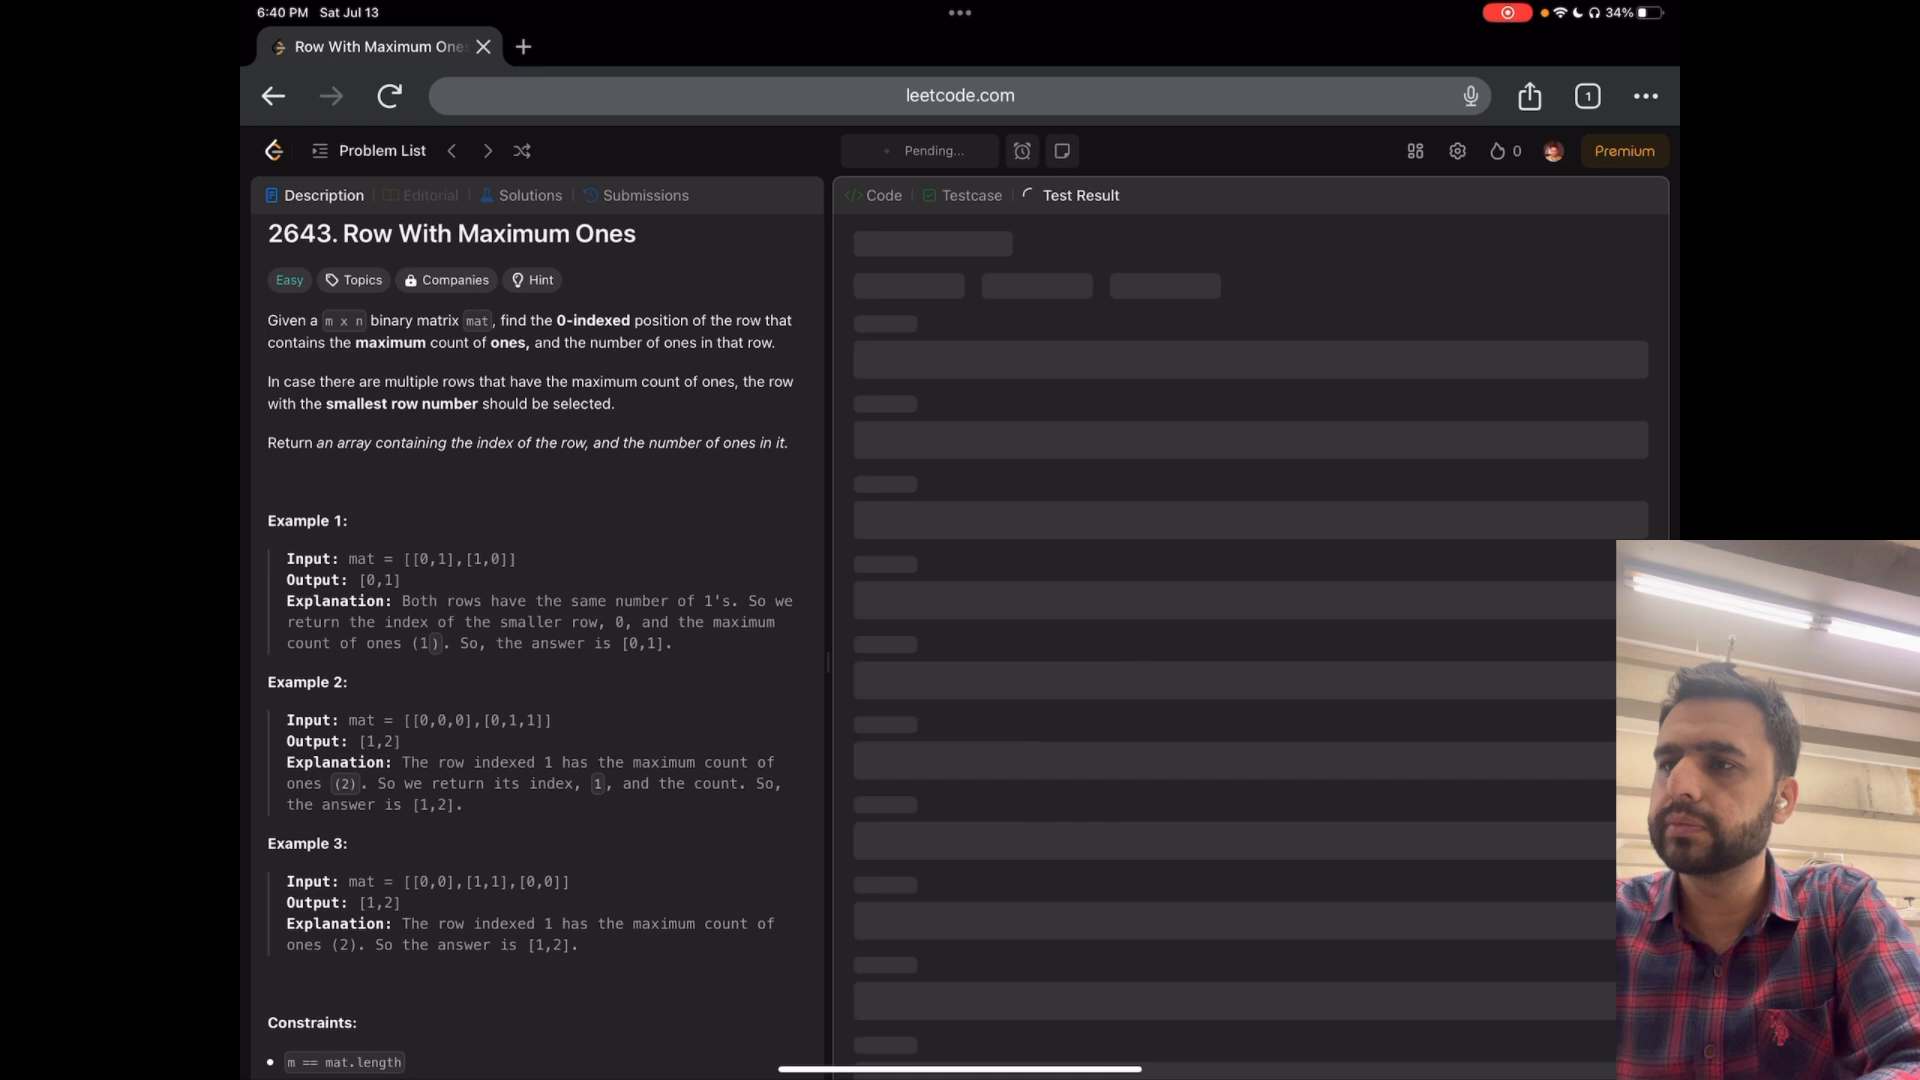 6:40 PM Sat Jul 13
34%
Row With Maximum One
leetcode.com
1
Problem List
Pending...
0
Premium
Description
Editorial
Solutions
Submissions
Code
Testcase
Test Result
2643. Row With Maximum Ones
Easy
Topics
Companies
Hint
Given a m x n binary matrix mat, find the 0-indexed position of the row that
contains the maximum count of ones, and the number of ones in that row.
In case there are multiple rows that have the maximum count of ones, the row
with the smallest row number should be selected.
Return an array containing the index of the row, and the number of ones in it.
Example 1:
Input: mat = [[0,1],[1,0]]
Output: [0,1]
Explanation: Both rows have the same number of 1's. So we
return the index of the smaller row, 0, and the maximum
count of ones (1). So, the answer is [0,1].
Example 2:
Input: mat = [[0,0,0],[0,1,1]]
Output: [1,2]
Explanation: The row indexed 1 has the maximum count of
ones (2). So we return its index, 1, and the count. So,
the answer is [1,2].
Example 3:
Input: mat = [[0,0],[1,1],[0,0]]
Output: [1,2]
Explanation: The row indexed 1 has the maximum count of
ones (2). So the answer is [1,2].
Constraints:
• m == mat.length